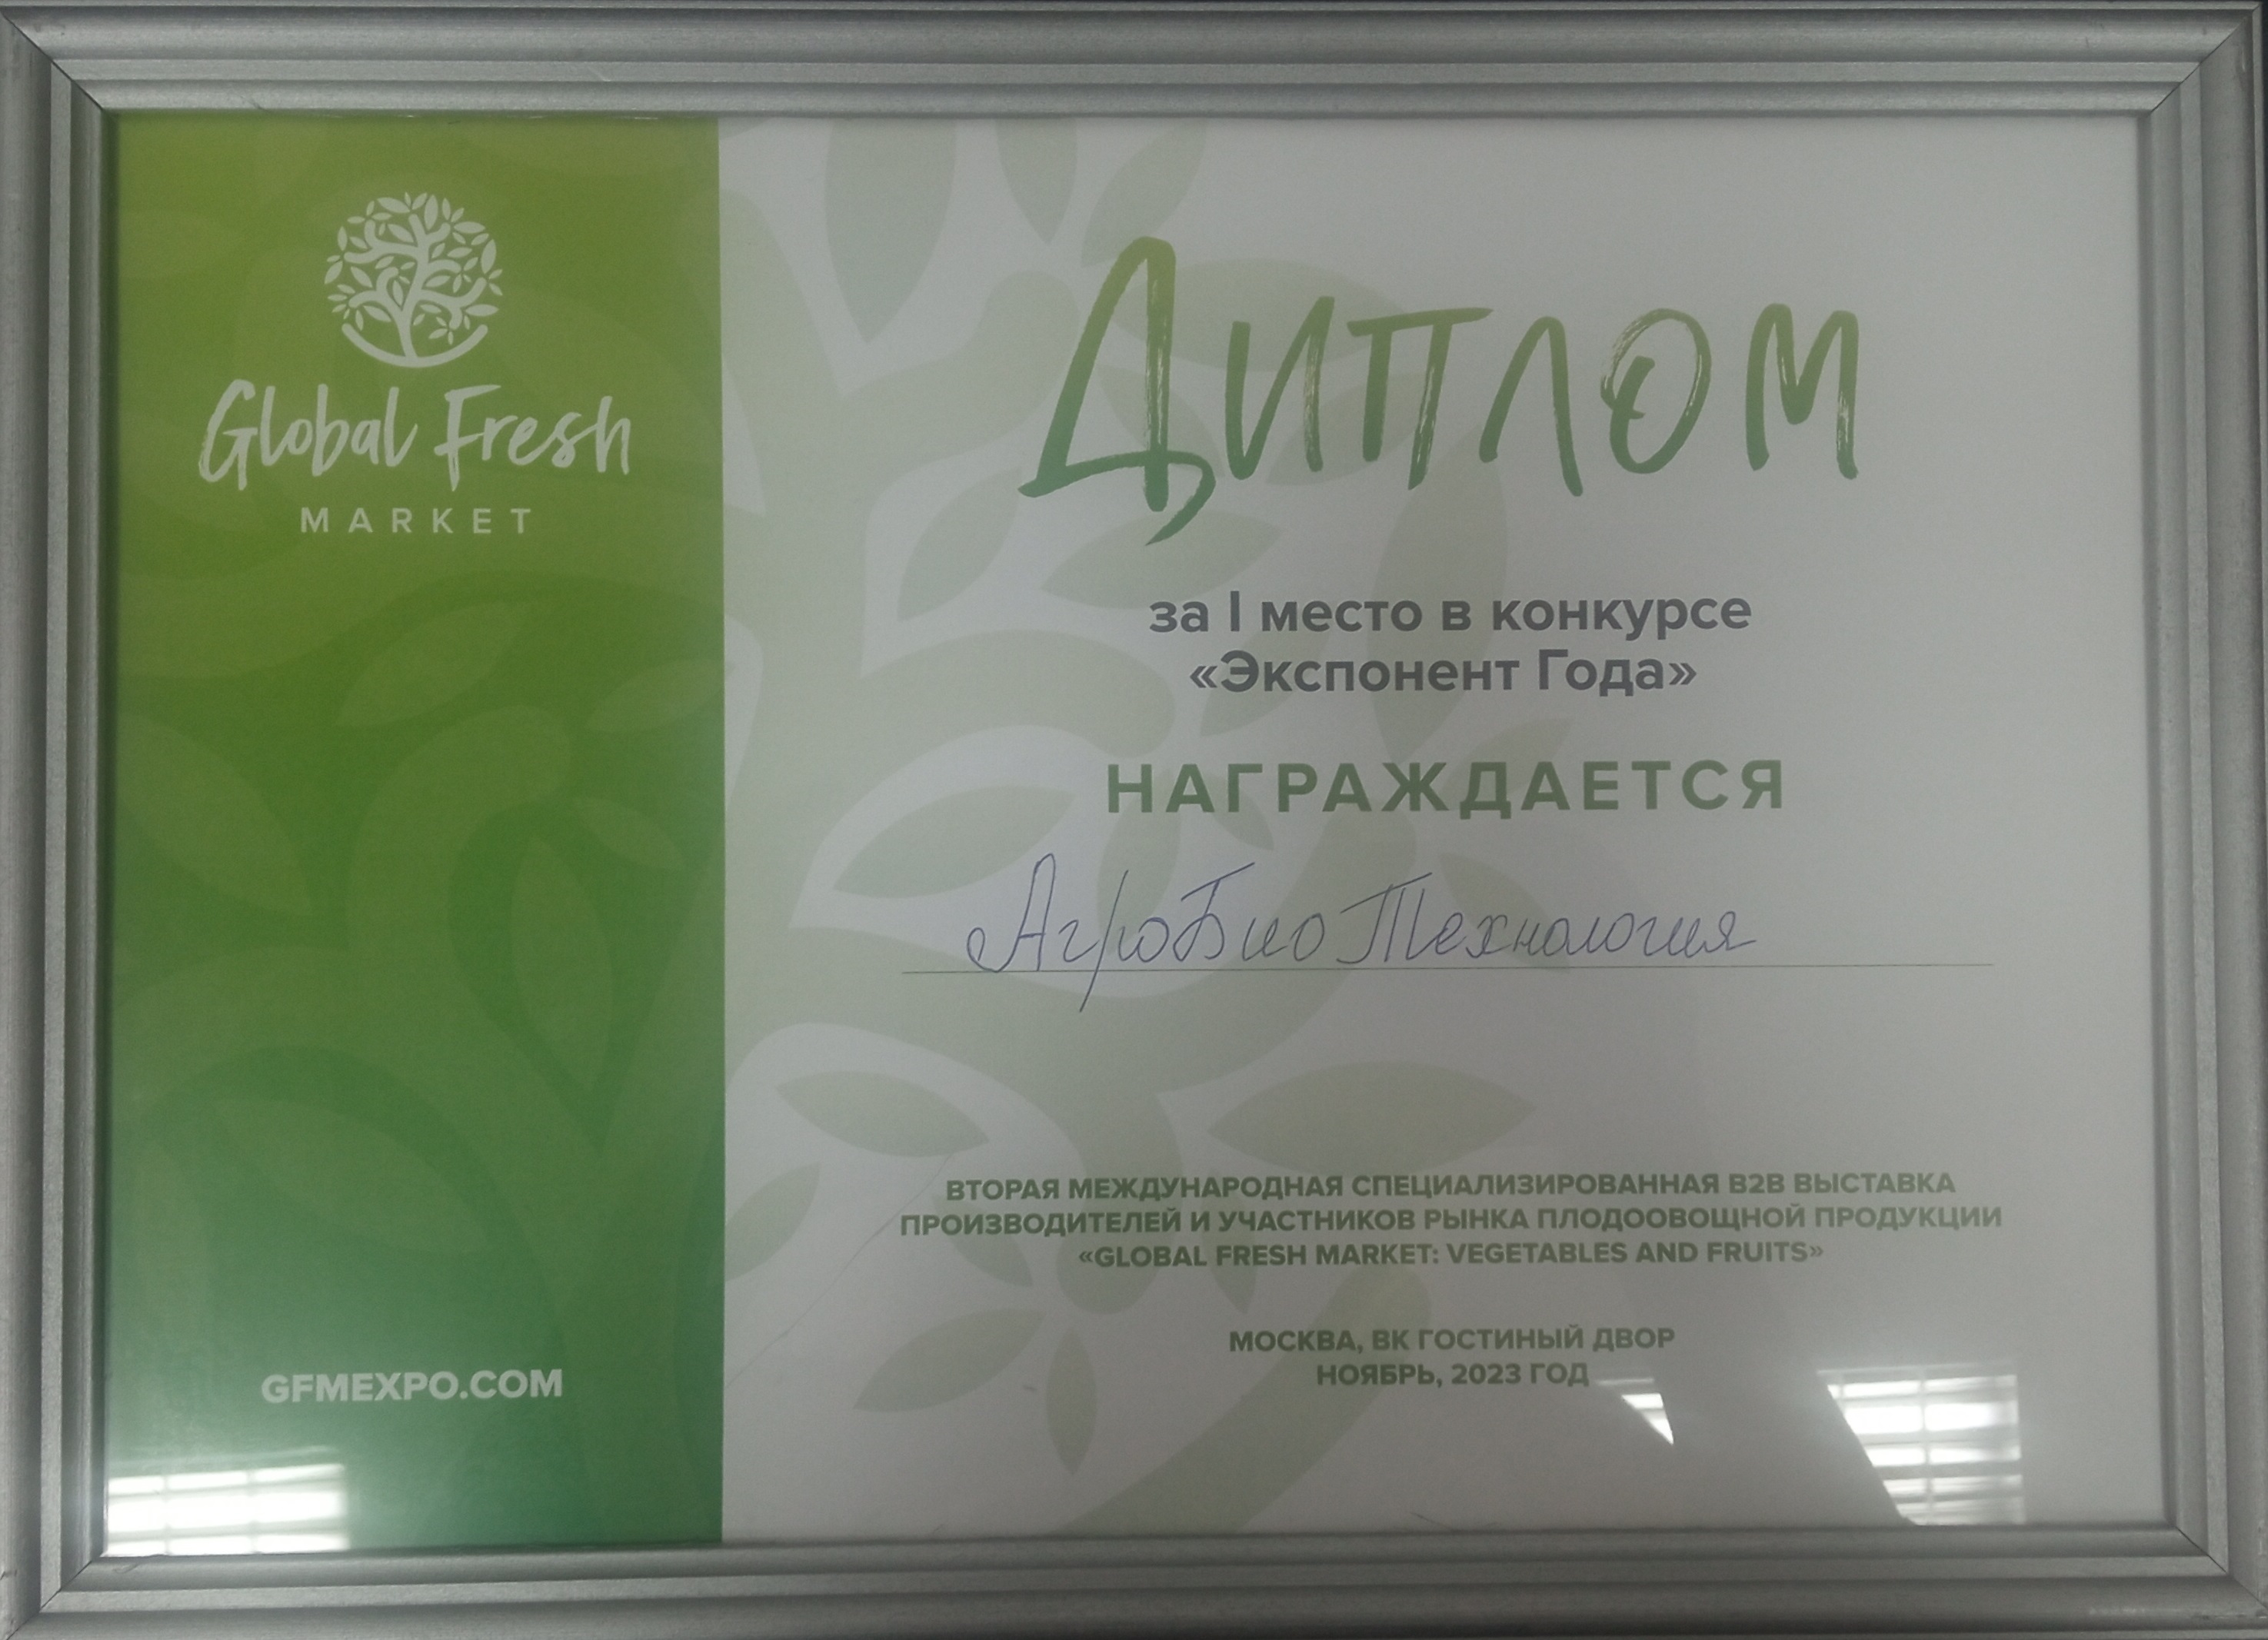 Global Fresh
MARKET
GFMEXPO.COM
Диплом
за I место в конкурсе
«Экспонент Года»
НАГРАЖДАЕТСЯ
АгроБиоТехнология
ВТОРАЯ МЕЖДУНАРОДНАЯ СПЕЦИАЛИЗИРОВАННАЯ B2B ВЫСТАВКА
ПРОИЗВОДИТЕЛЕЙ И УЧАСТНИКОВ РЫНКА ПЛОДООВОЩНОЙ ПРОДУКЦИИ
«GLOBAL FRESH MARKET: VEGETABLES AND FRUITS»
МОСКВА, ВК ГОСТИНЫЙ ДВОР
НОЯБРЬ, 2023 ГОД